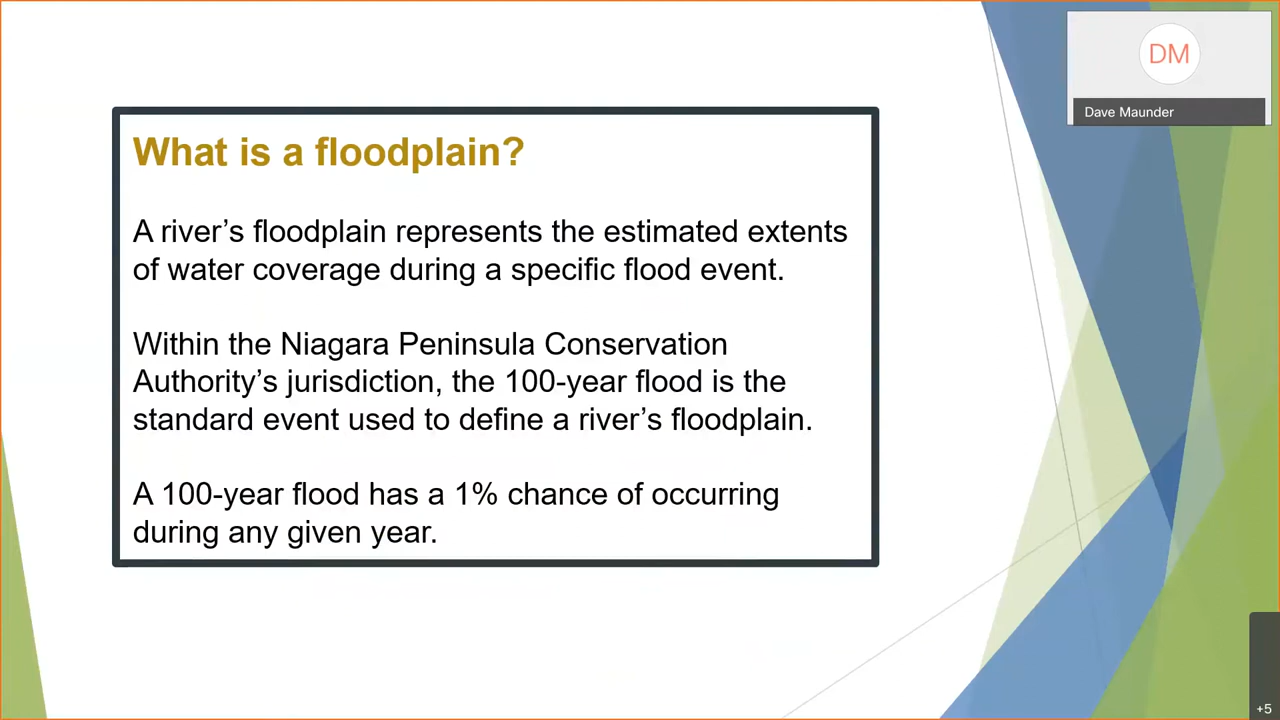 What is a floodplain?
A river’s floodplain represents the estimated extents
of water coverage during a specific flood event.
Within the Niagara Peninsula Conservation
Authority’s jurisdiction, the 100-year flood is the
standard event used to define a river’s floodplain.
A 100-year flood has a 1% chance of occurring
during any given year.
DM
Dave Maunder
+5